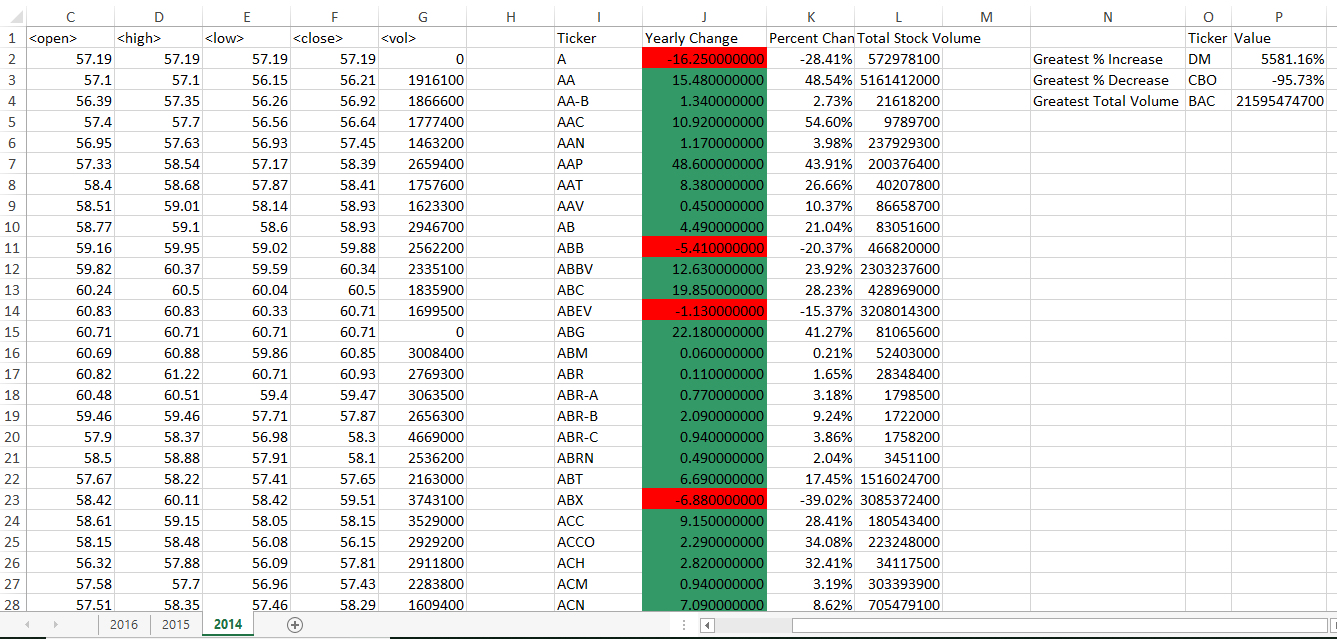 C D E F G H I J K L M N O P
1 <open> <high> <low> <close> <vol> Ticker Yearly Change Percent Chan Total Stock Volume Ticker Value
2 57.19 57.19 57.19 57.19 0 A -16.250000000 -28.41% 572978100 Greatest % Increase DM 5581.16%
3 57.1 57.1 56.15 56.21 1916100 AA 15.480000000 48.54% 5161412000 Greatest % Decrease CBO -95.73%
4 56.39 57.35 56.26 56.92 1866600 AA-B 1.340000000 2.73% 21618200 Greatest Total Volume BAC 21595474700
5 57.4 57.7 56.56 56.64 1777400 AAC 10.920000000 54.60% 9789700
6 56.95 57.63 56.93 57.45 1463200 AAN 1.170000000 3.98% 237929300
7 57.33 58.54 57.17 58.39 2659400 AAP 48.600000000 43.91% 200376400
8 58.4 58.68 57.87 58.41 1757600 AAT 8.380000000 26.66% 40207800
9 58.51 59.01 58.14 58.93 1623300 AAV 0.450000000 10.37% 86658700
10 58.77 59.1 58.6 58.93 2946700 AB 4.490000000 21.04% 83051600
11 59.16 59.95 59.02 59.88 2562200 ABB -5.410000000 -20.37% 466820000
12 59.82 60.37 59.59 60.34 2335100 ABBV 12.630000000 23.92% 2303237600
13 60.24 60.5 60.04 60.5 1835900 ABC 19.850000000 28.23% 428969000
14 60.83 60.83 60.33 60.71 1699500 ABEV -1.130000000 -15.37% 3208014300
15 60.71 60.71 60.71 60.71 0 ABG 22.180000000 41.27% 81065600
16 60.69 60.88 59.86 60.85 3008400 ABM 0.060000000 0.21% 52403000
17 60.82 61.22 60.71 60.93 2769300 ABR 0.110000000 1.65% 28348400
18 60.48 60.51 59.4 59.47 3063500 ABR-A 0.770000000 3.18% 1798500
19 59.46 59.46 57.71 57.87 2656300 ABR-B 2.090000000 9.24% 1722000
20 57.9 58.37 56.98 58.3 4669000 ABR-C 0.940000000 3.86% 1758200
21 58.5 58.88 57.91 58.1 2536200 ABRN 0.490000000 2.04% 3451100
22 57.67 58.22 57.41 57.65 2163000 ABT 6.690000000 17.45% 1516024700
23 58.42 60.11 58.42 59.51 3743100 ABX -6.880000000 -39.02% 3085372400
24 58.61 59.15 58.05 58.15 3529000 ACC 9.150000000 28.41% 180543400
25 58.15 58.48 56.08 56.15 2929200 ACCO 2.290000000 34.08% 223248000
26 56.32 57.88 56.09 57.81 2911800 ACH 2.820000000 32.41% 34117500
27 57.58 57.7 56.96 57.43 2283800 ACM 0.940000000 3.19% 303393900
28 57.51 58.35 57.46 58.29 1609400 ACN 7.090000000 8.62% 705479100
2016 2015 2014